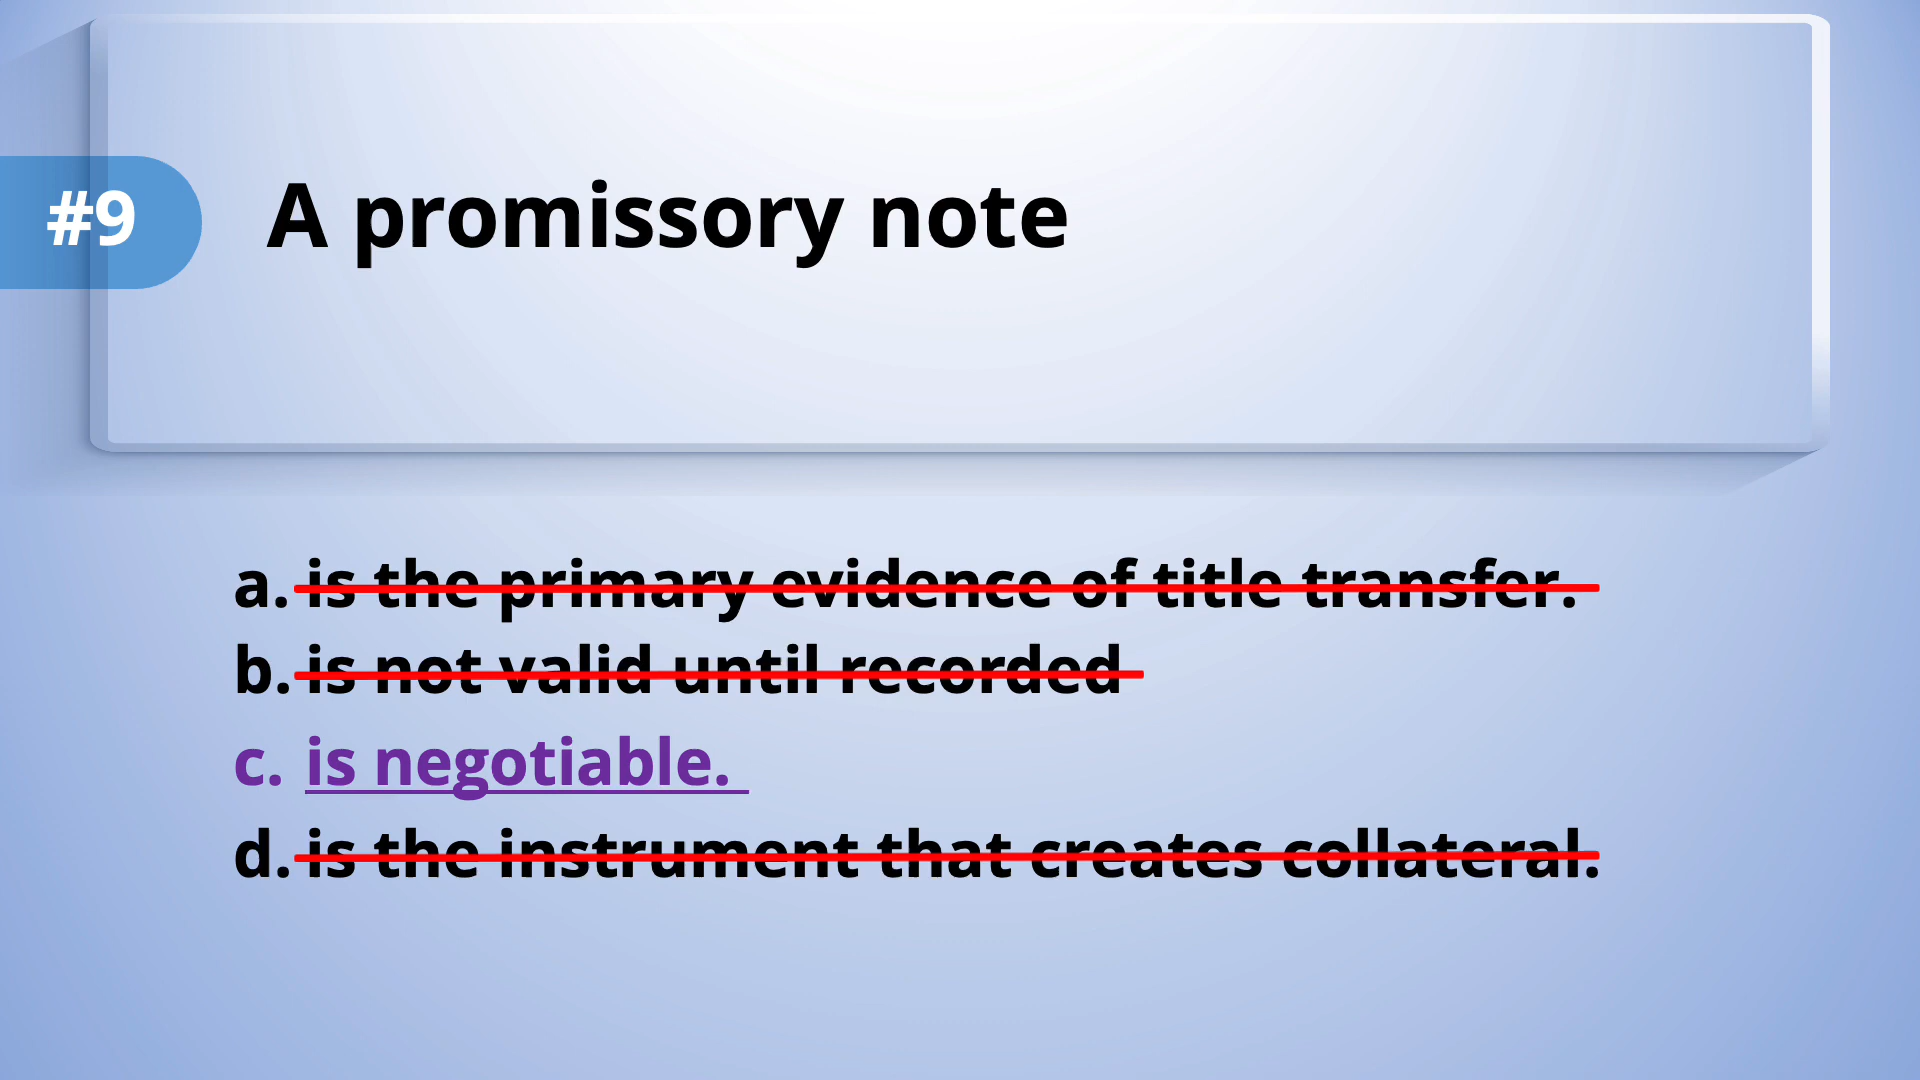 #9
A promissory note
a. is the primary evidence of title transfer.
b. is not valid until recorded
c. is negotiable.
d. is the instrument that creates collateral.